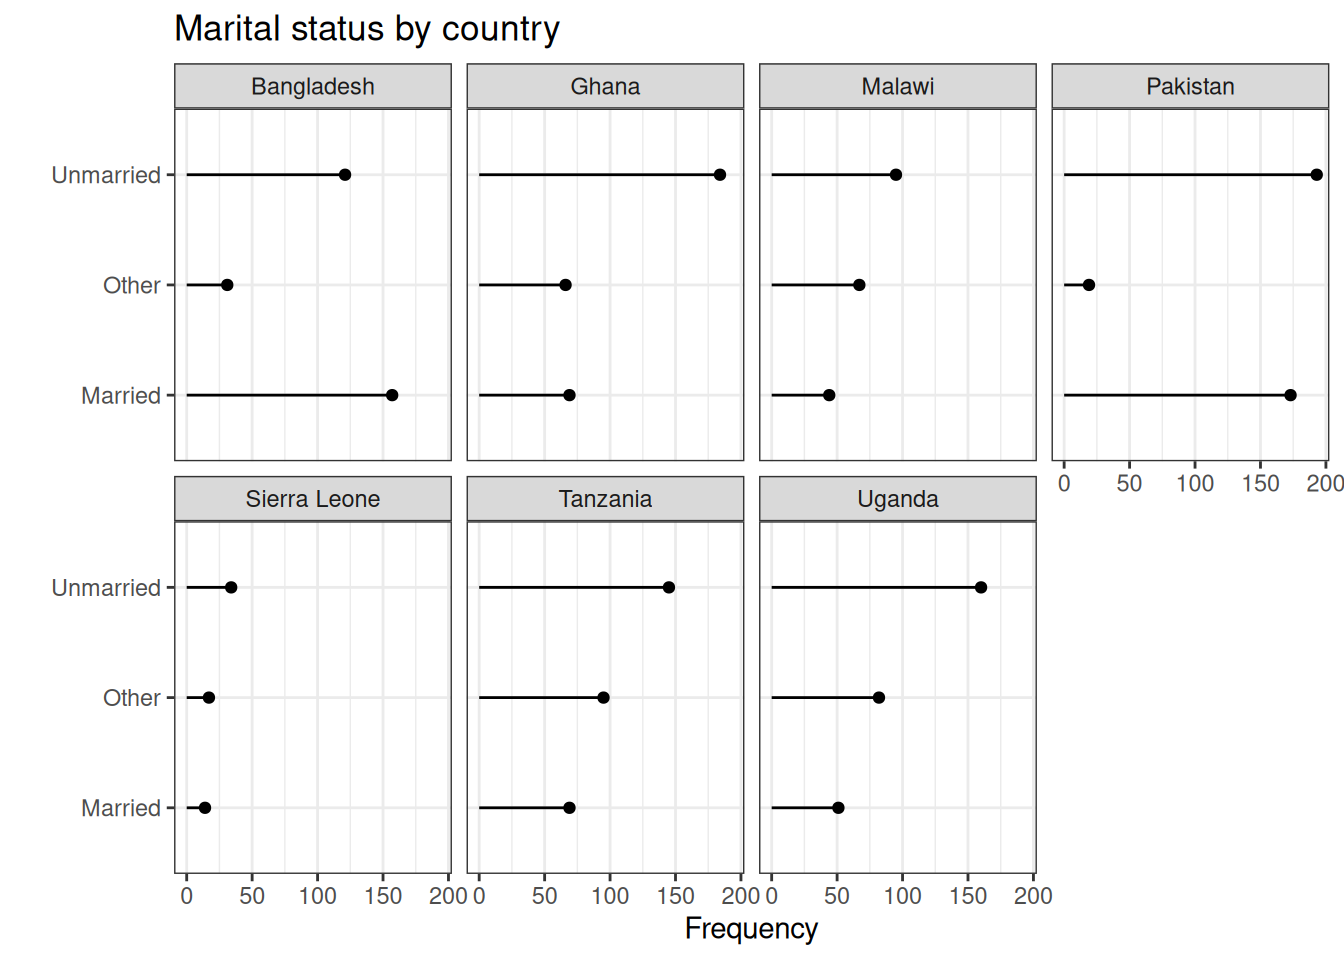 Marital status by country
Bangladesh Ghana Malawi Pakistan
Unmarried
Other
Married
0 50 100 150 200
Sierra Leone Tanzania Uganda
Unmarried
Other
Married
0 50 100 150 200 0 50 100 150 200 0 50 100 150 200
Frequency